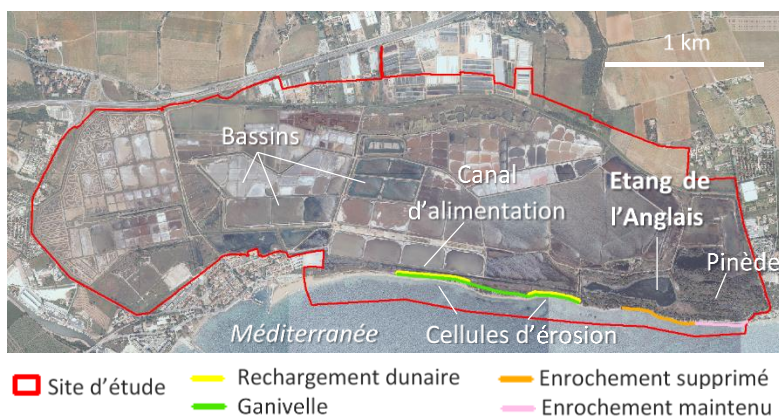 1 km
Bassins
Canal
d'alimentation
Etang de
l'Anglais
Pinède
Méditerranée
Cellules d'érosion
Site d'étude
Rechargement dunaire
Enrochement supprimé
Ganivelle
Enrochement maintenu